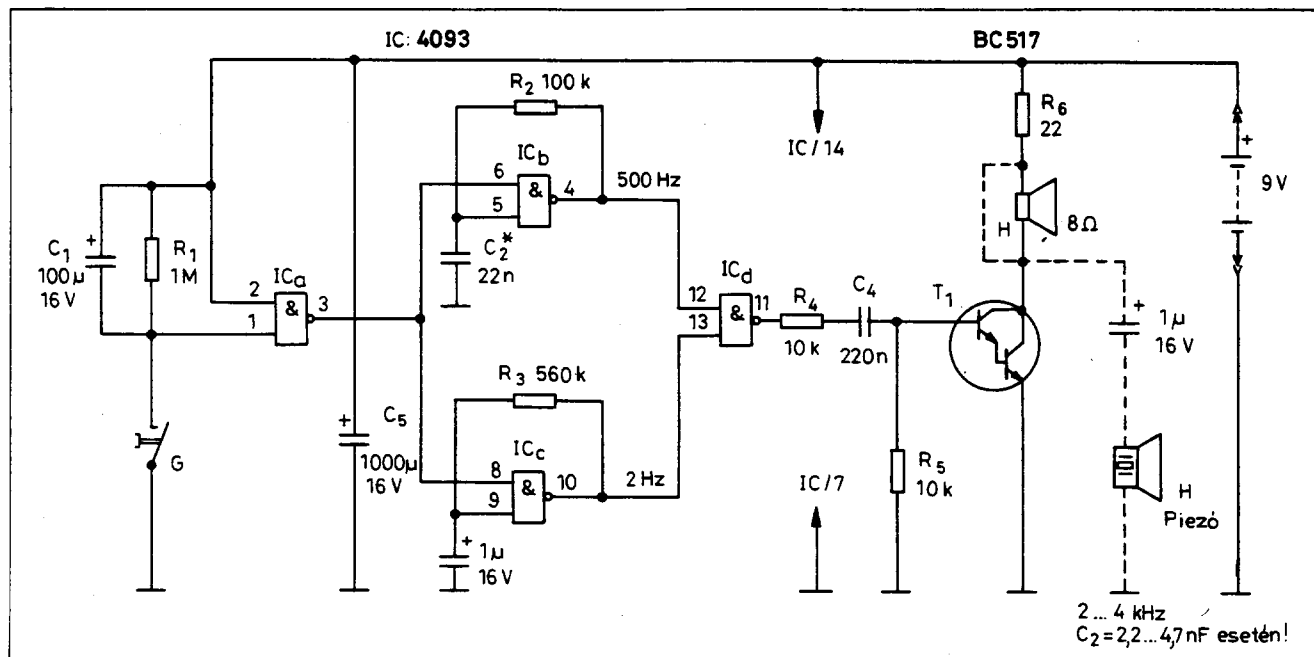 IC: 4093
BC517
R2 100 k
R6
22
IC / 14
ICb
6
&
4
5
500 Hz
9 V
C1
+
100µ
16 V
R1
1M
C2*
22n
H
8Ω
ICa
2
&
3
1
ICd
12
&
11
13
R4
10 k
C4
220n
T1
+
1µ
16 V
R3 560 k
C5
+
1000µ
16 V
ICc
8
&
10
9
2 Hz
G
R5
10 k
IC / 7
H
Piezó
+
1µ
16 V
+
2 ... 4 kHz
C2 = 2,2 ... 4,7 nF esetén!